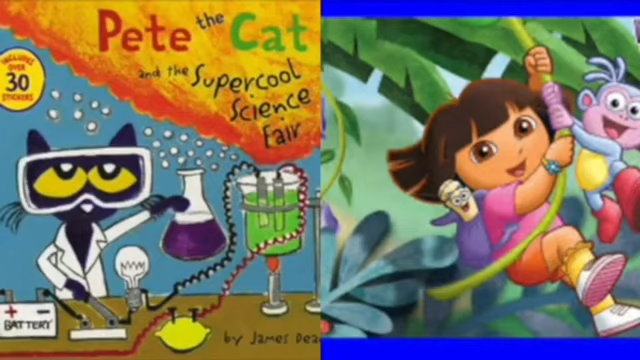 Pete the Cat
and the Supercool
Science
Fair
INCLUDES
OVER
30
STICKERS
+ -
BATTERY
by James Dea